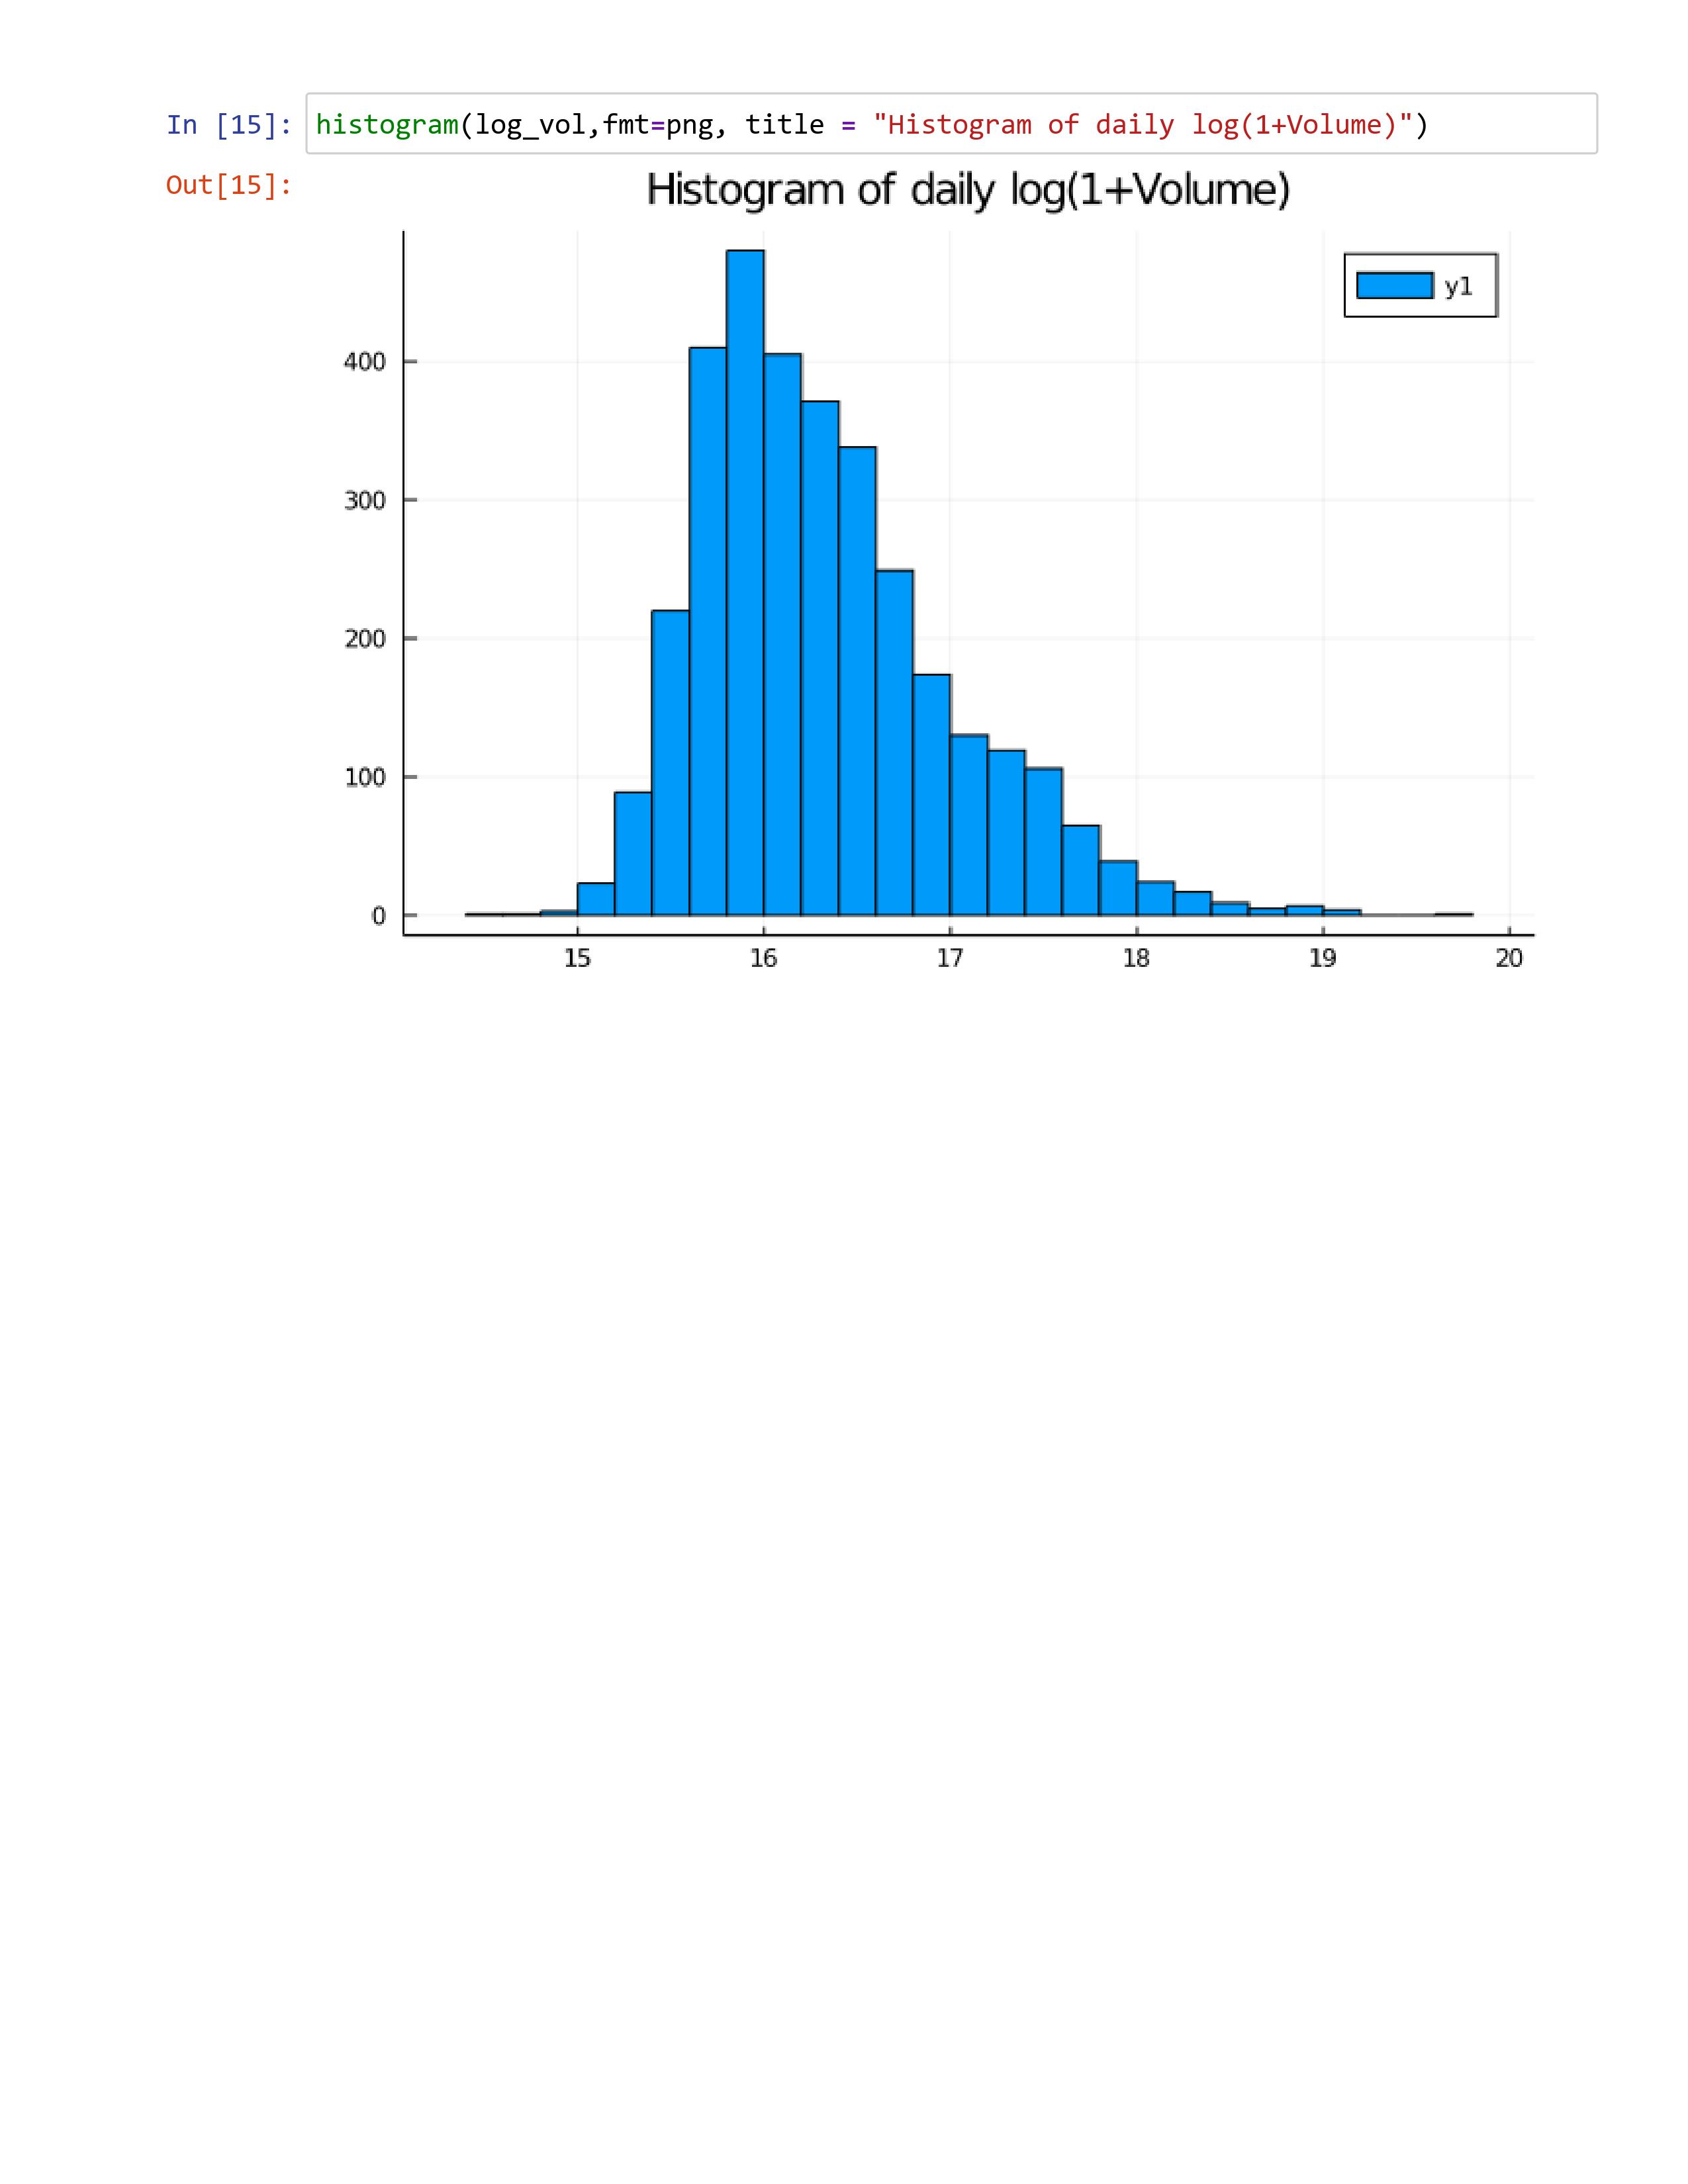 In [15]: histogram(log_vol,fmt=png, title = "Histogram of daily log(1+Volume)")
Out[15]:
Histogram of daily log(1+Volume)
y1
400
300
200
100
0
15 16 17 18 19 20